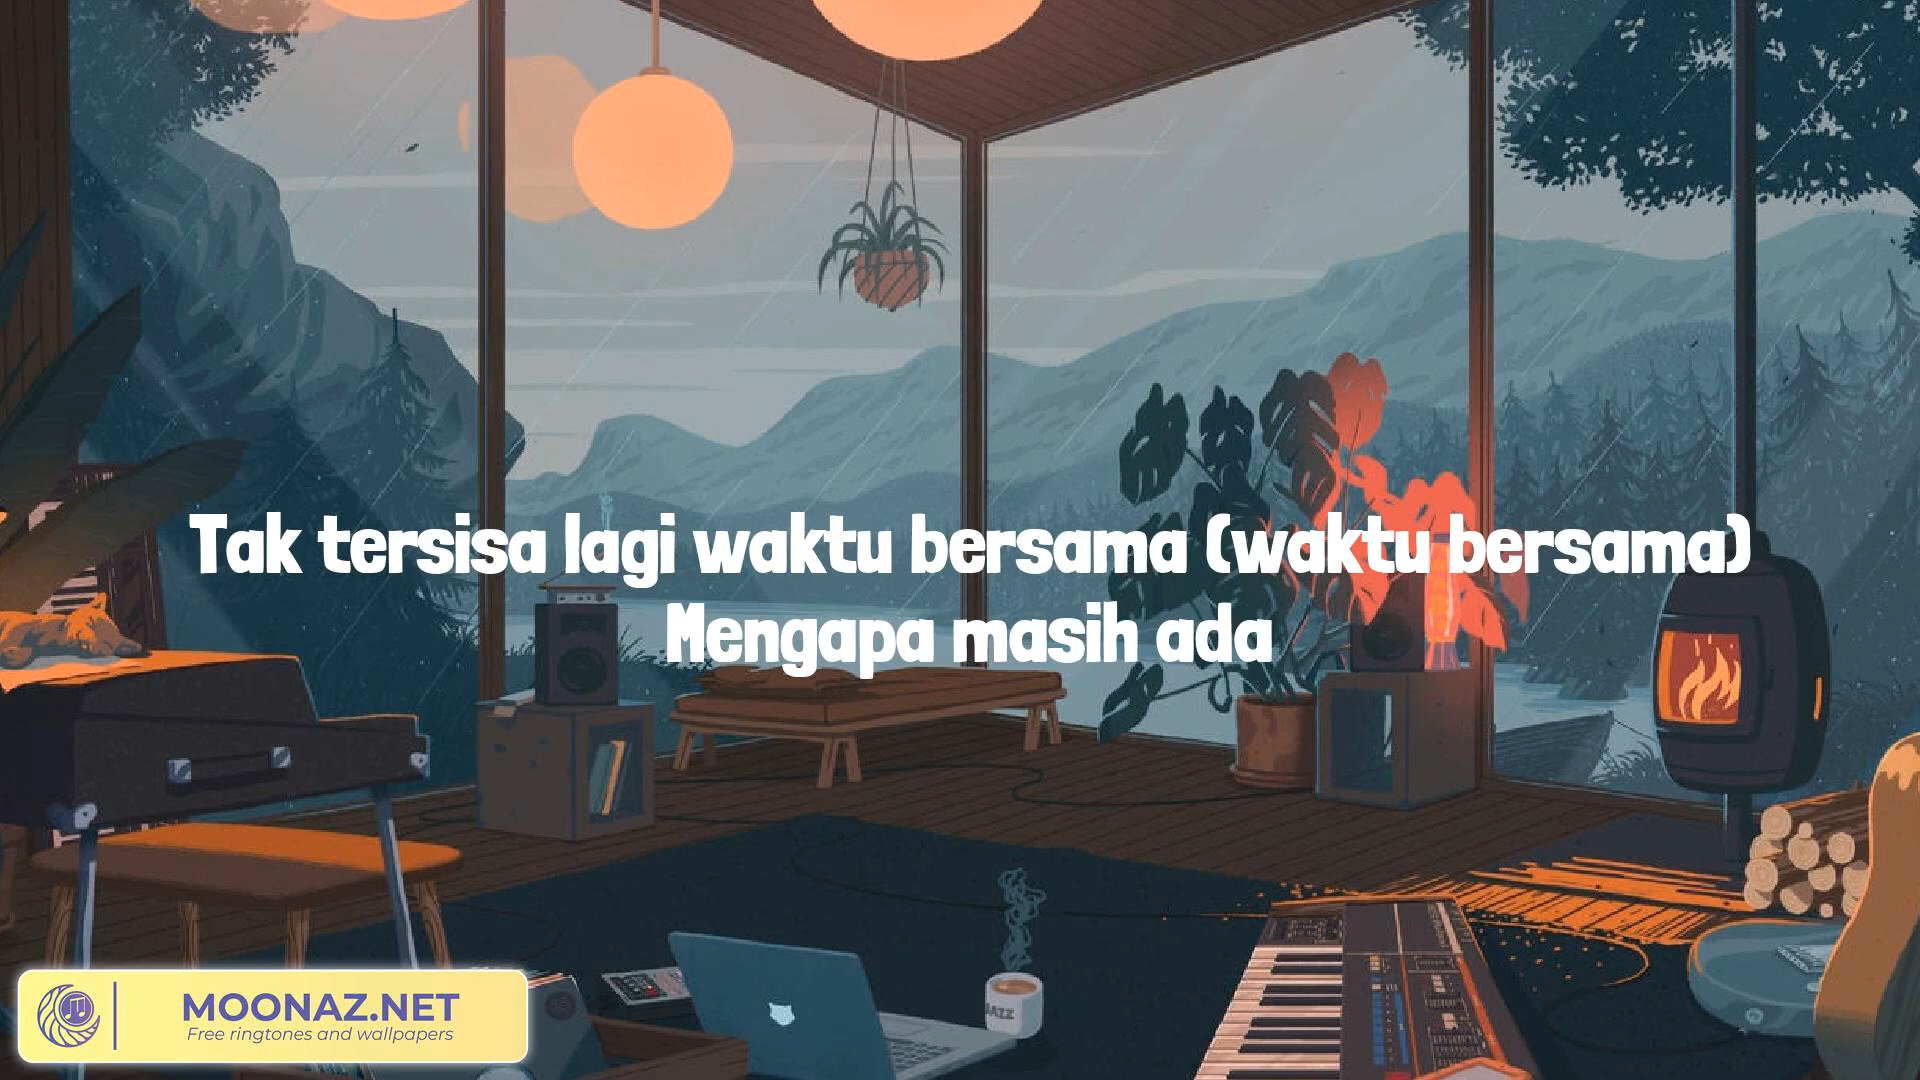 Tak tersisa lagi waktu bersama (waktu bersama)
Mengapa masih ada
JAZZ
MOONAZ.NET
Free ringtones and wallpapers